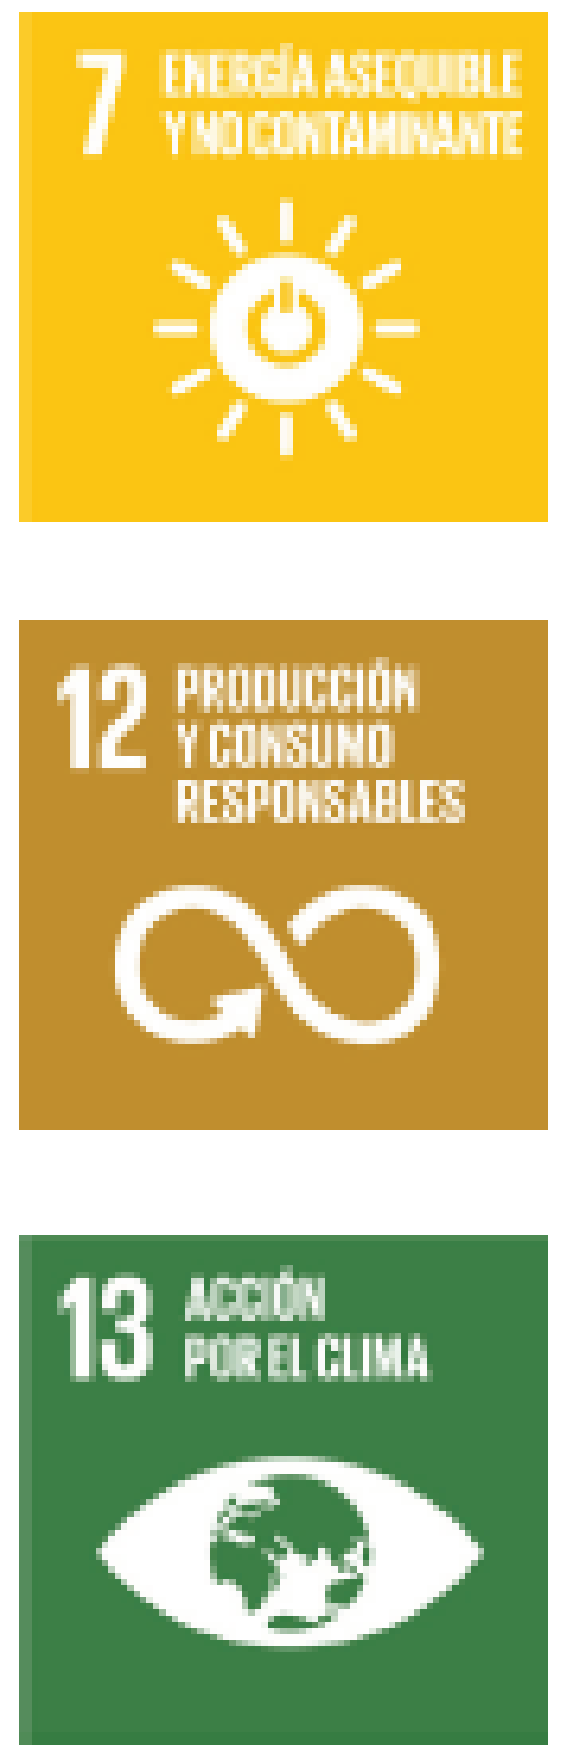 7 ENERGÍA ASEQUIBLE
Y NO CONTAMINANTE
12 PRODUCCIÓN
Y CONSUMO
RESPONSABLES
13 ACCIÓN
POR EL CLIMA